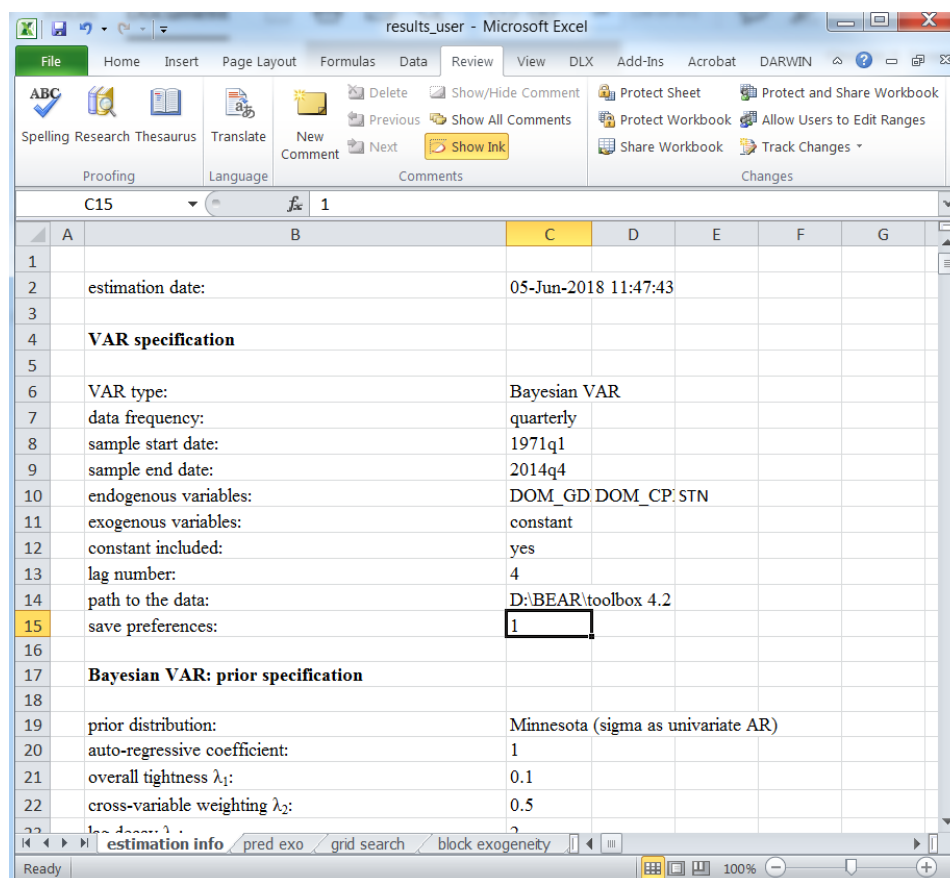 results_user - Microsoft Excel
File Home Insert Page Layout Formulas Data Review View DLX Add-Ins Acrobat DARWIN
ABC
Spelling Research Thesaurus
Proofing
Translate
Language
New Comment
Delete
Previous
Next
Show/Hide Comment
Show All Comments
Show Ink
Comments
Protect Sheet
Protect Workbook
Share Workbook
Protect and Share Workbook
Allow Users to Edit Ranges
Track Changes
Changes
C15 fx 1
A B C D E F G
1
2 estimation date: 05-Jun-2018 11:47:43
3
4 VAR specification
5
6 VAR type: Bayesian VAR
7 data frequency: quarterly
8 sample start date: 1971q1
9 sample end date: 2014q4
10 endogenous variables: DOM_GD DOM_CP STN
11 exogenous variables: constant
12 constant included: yes
13 lag number: 4
14 path to the data: D:\BEAR\toolbox 4.2
15 save preferences: 1
16
17 Bayesian VAR: prior specification
18
19 prior distribution: Minnesota (sigma as univariate AR)
20 auto-regressive coefficient: 1
21 overall tightness λ₁: 0.1
22 cross-variable weighting λ₂: 0.5
estimation info pred exo grid search block exogeneity
Ready 100%